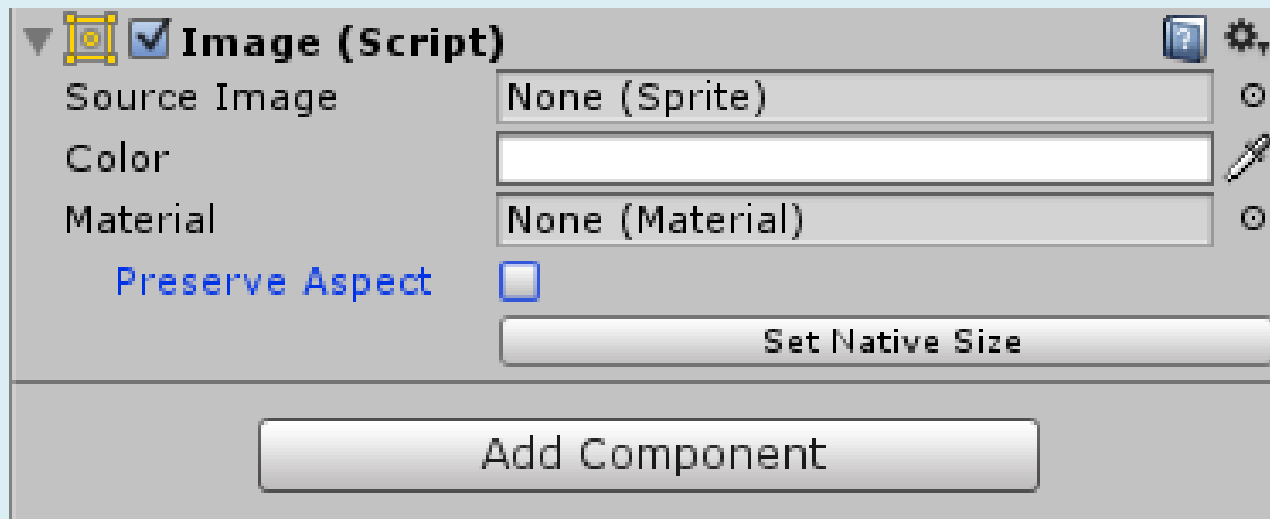 Image (Script)
Source Image None (Sprite)
Color
Material None (Material)
Preserve Aspect
Set Native Size
Add Component